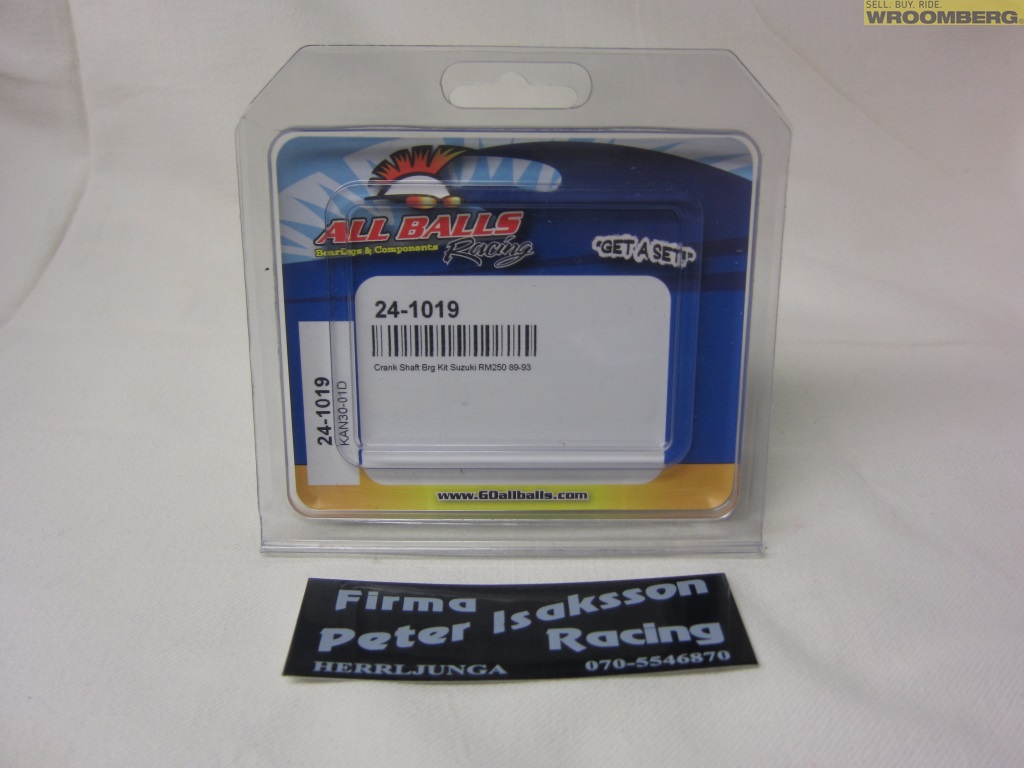 SELL. BUY. RIDE.
WROOMBERG
ALL BALLS
Bearings & Components
Racing
"GET A SET!"
24-1019
Crank Shaft Brg Kit Suzuki RM250 89-93
24-1019
KAN30-01D
www.GOallballs.com
Firma
Peter Isaksson
Racing
HERRLJUNGA
070-5546870